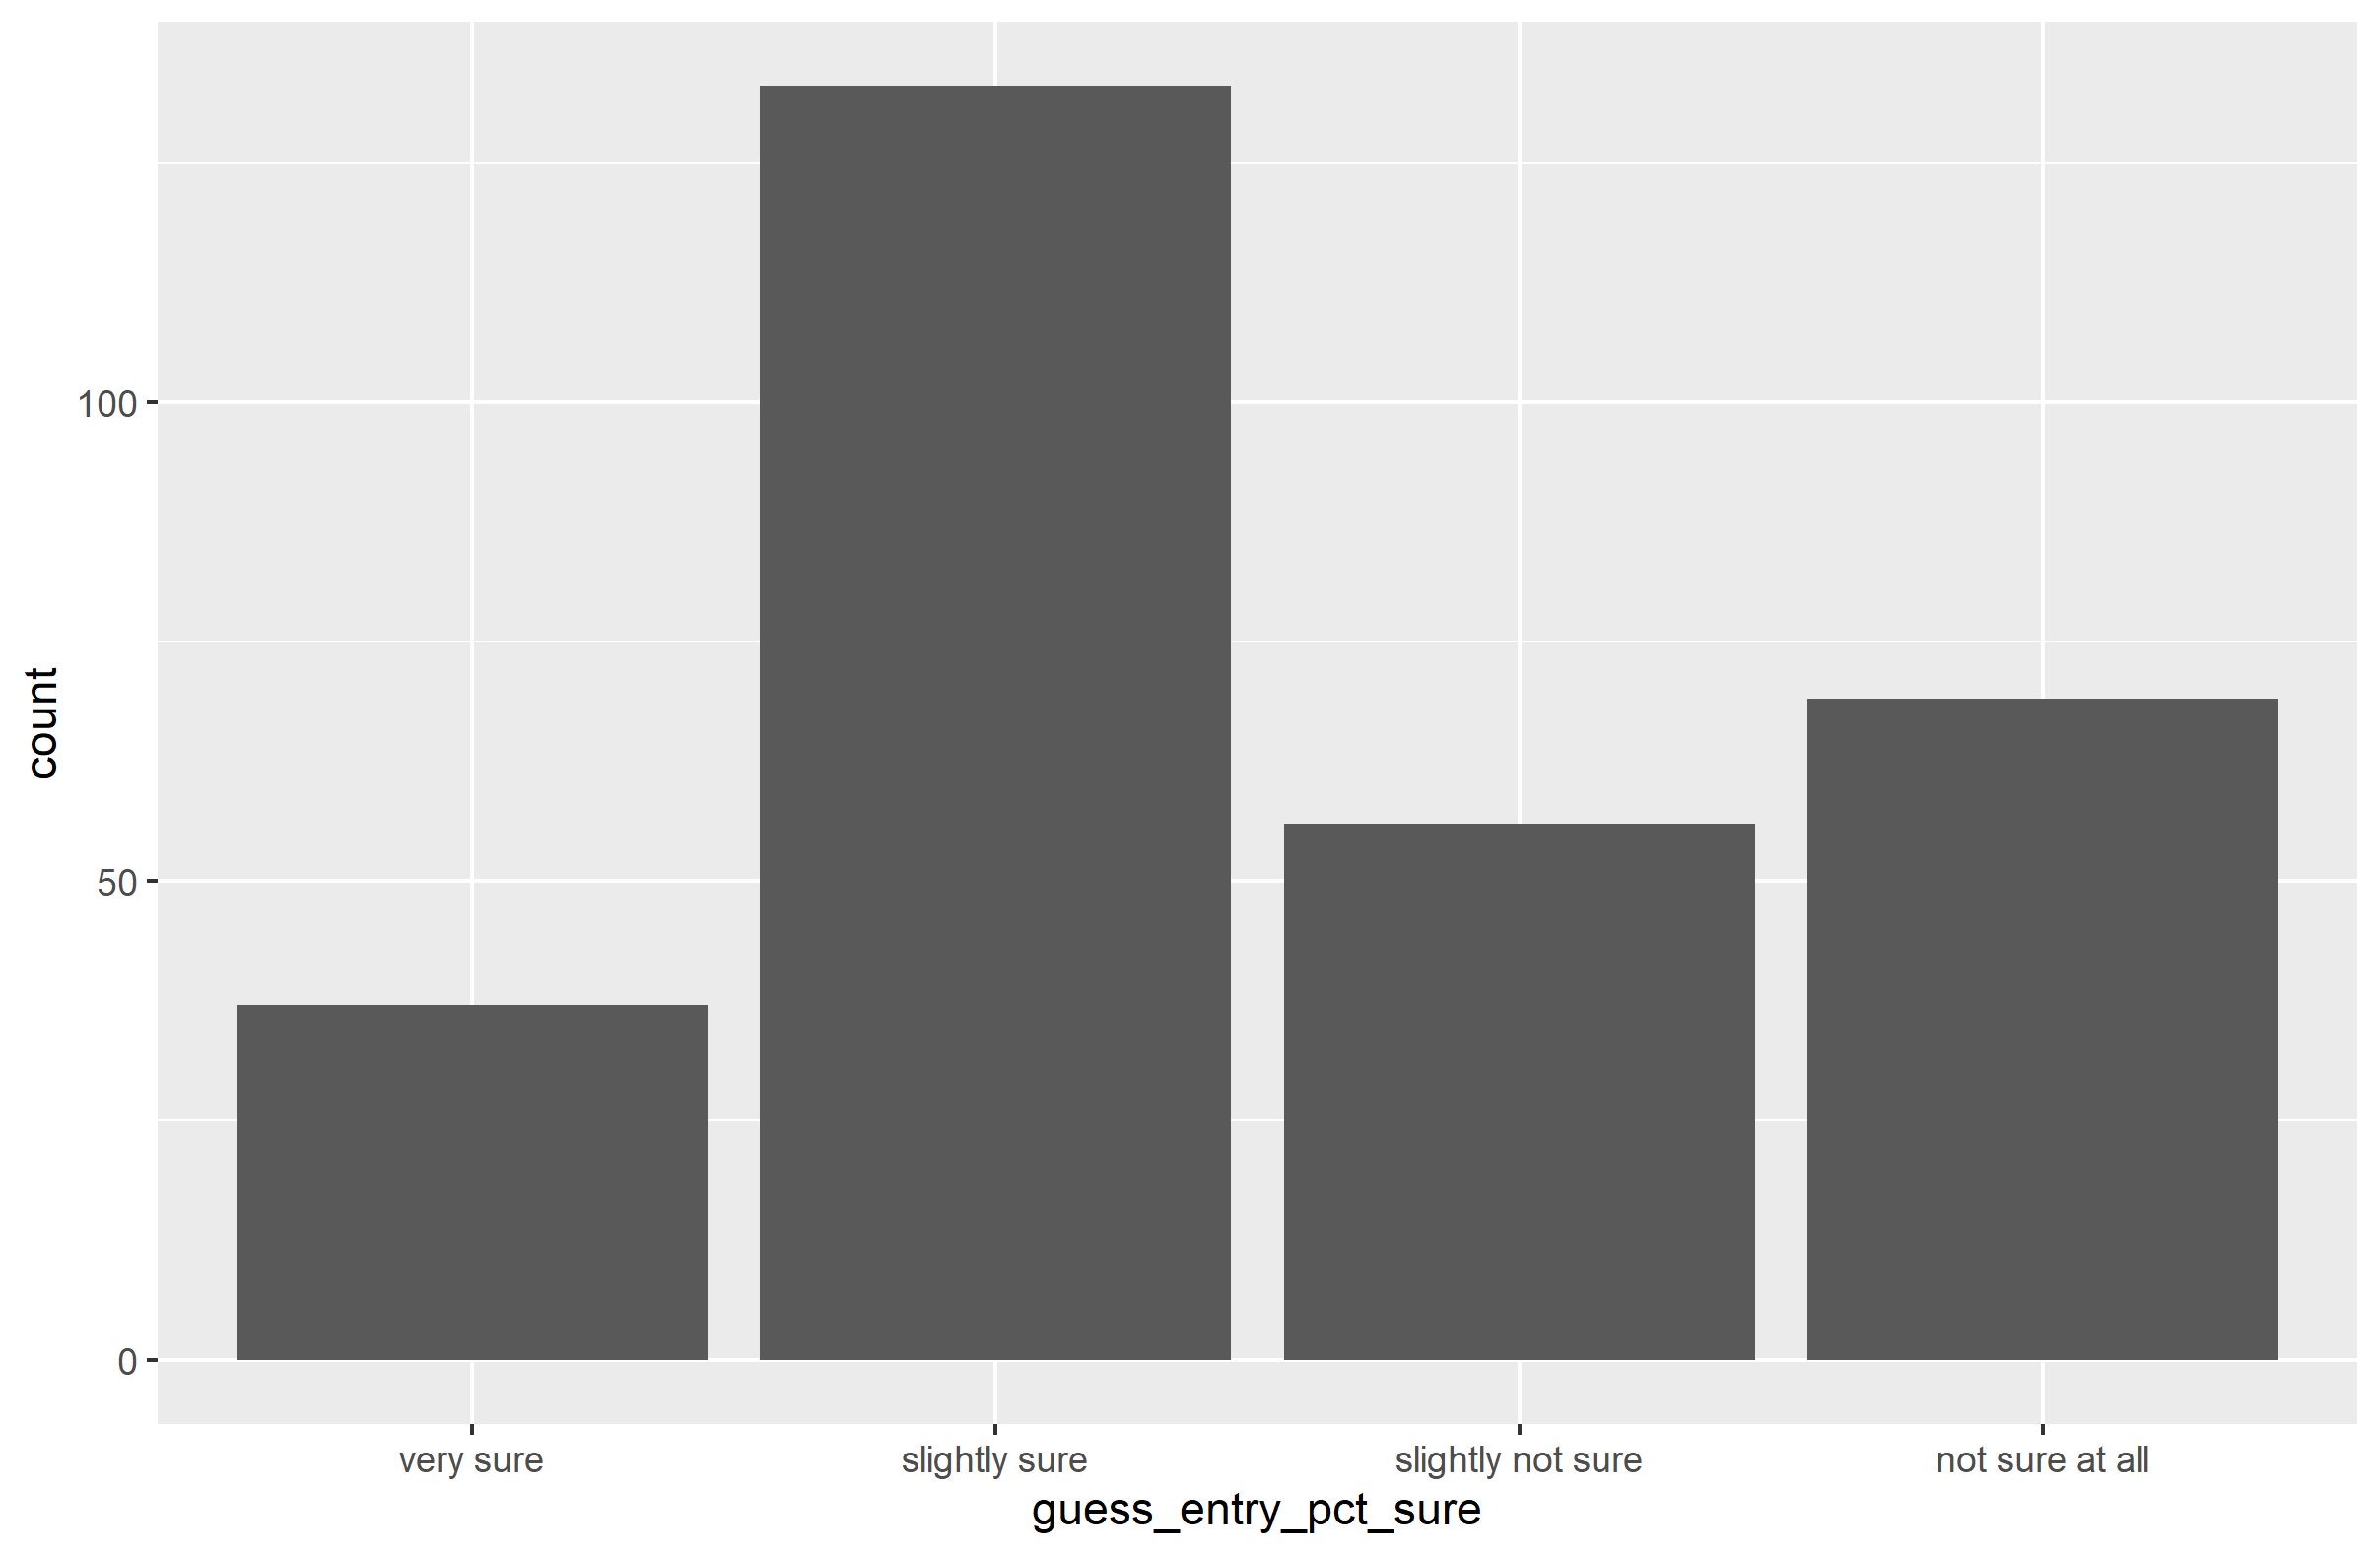 count
100
50
0
very sure slightly sure slightly not sure not sure at all
guess_entry_pct_sure